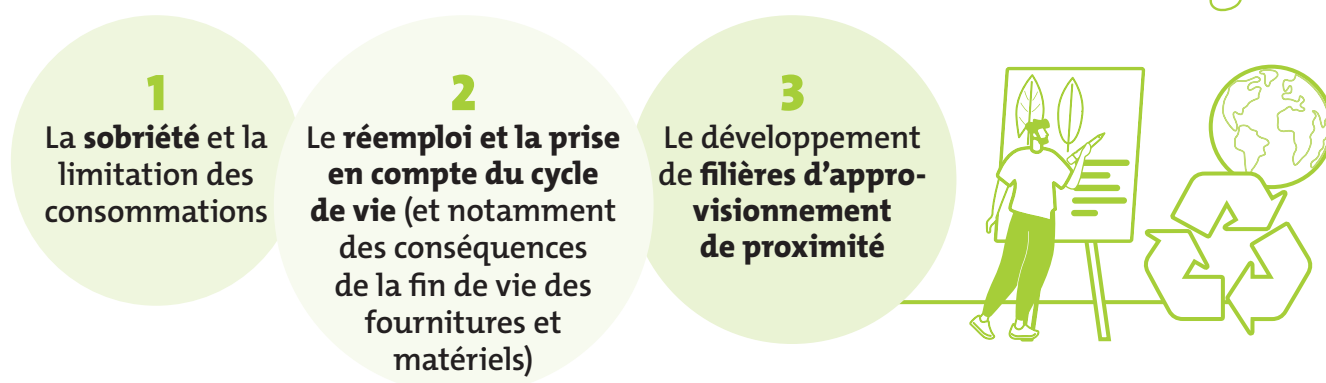 1
La sobriété et la
limitation des
consommations
2
Le réemploi et la prise
en compte du cycle
de vie (et notamment
des conséquences
de la fin de vie des
fournitures et
matériels)
3
Le développement
de filières d’appro-
visionnement
de proximité